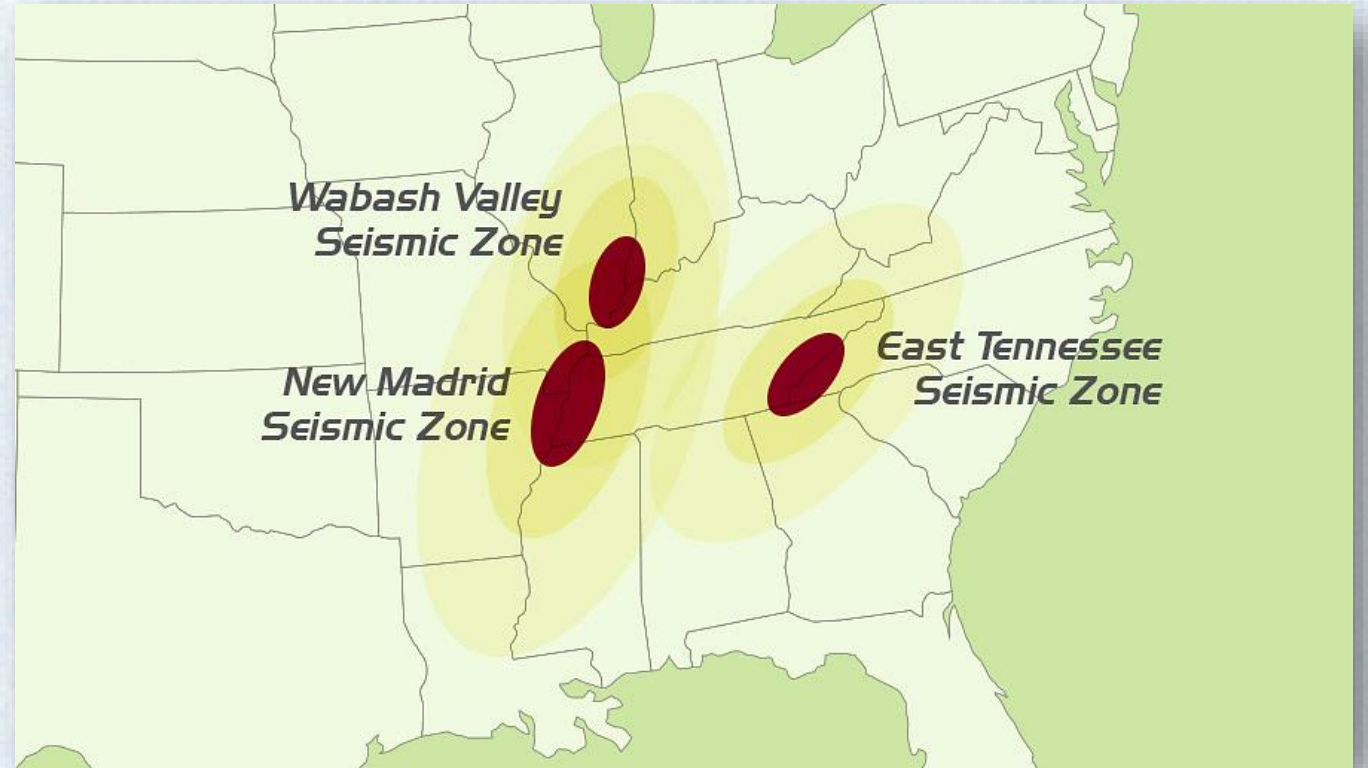 Wabash Valley
Seismic Zone
New Madrid
Seismic Zone
East Tennessee
Seismic Zone